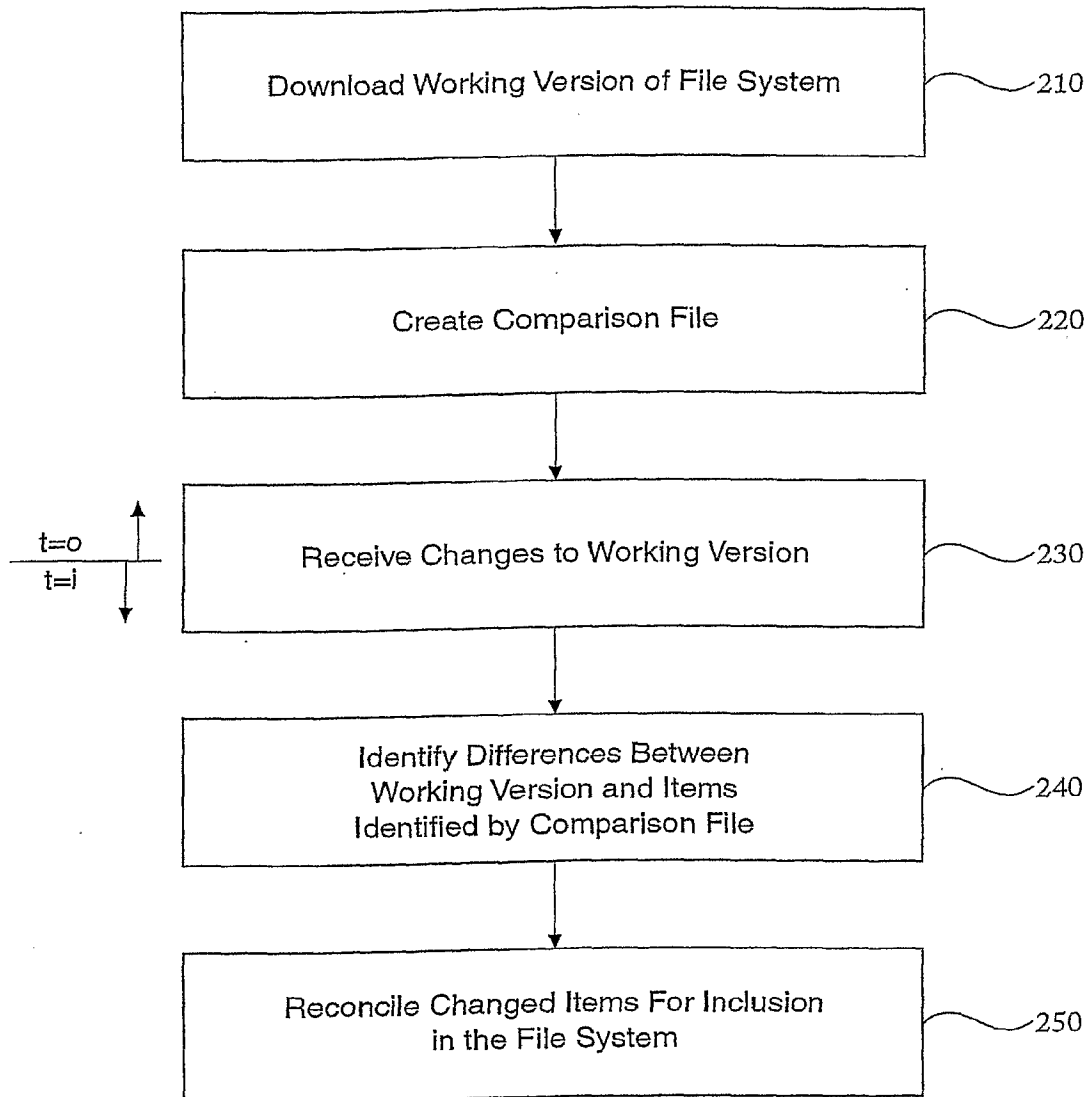 Download Working Version of File System
210
Create Comparison File
220
t=o
t=i
Receive Changes to Working Version
230
Identify Differences Between
Working Version and Items
Identified by Comparison File
240
Reconcile Changed Items For Inclusion
in the File System
250